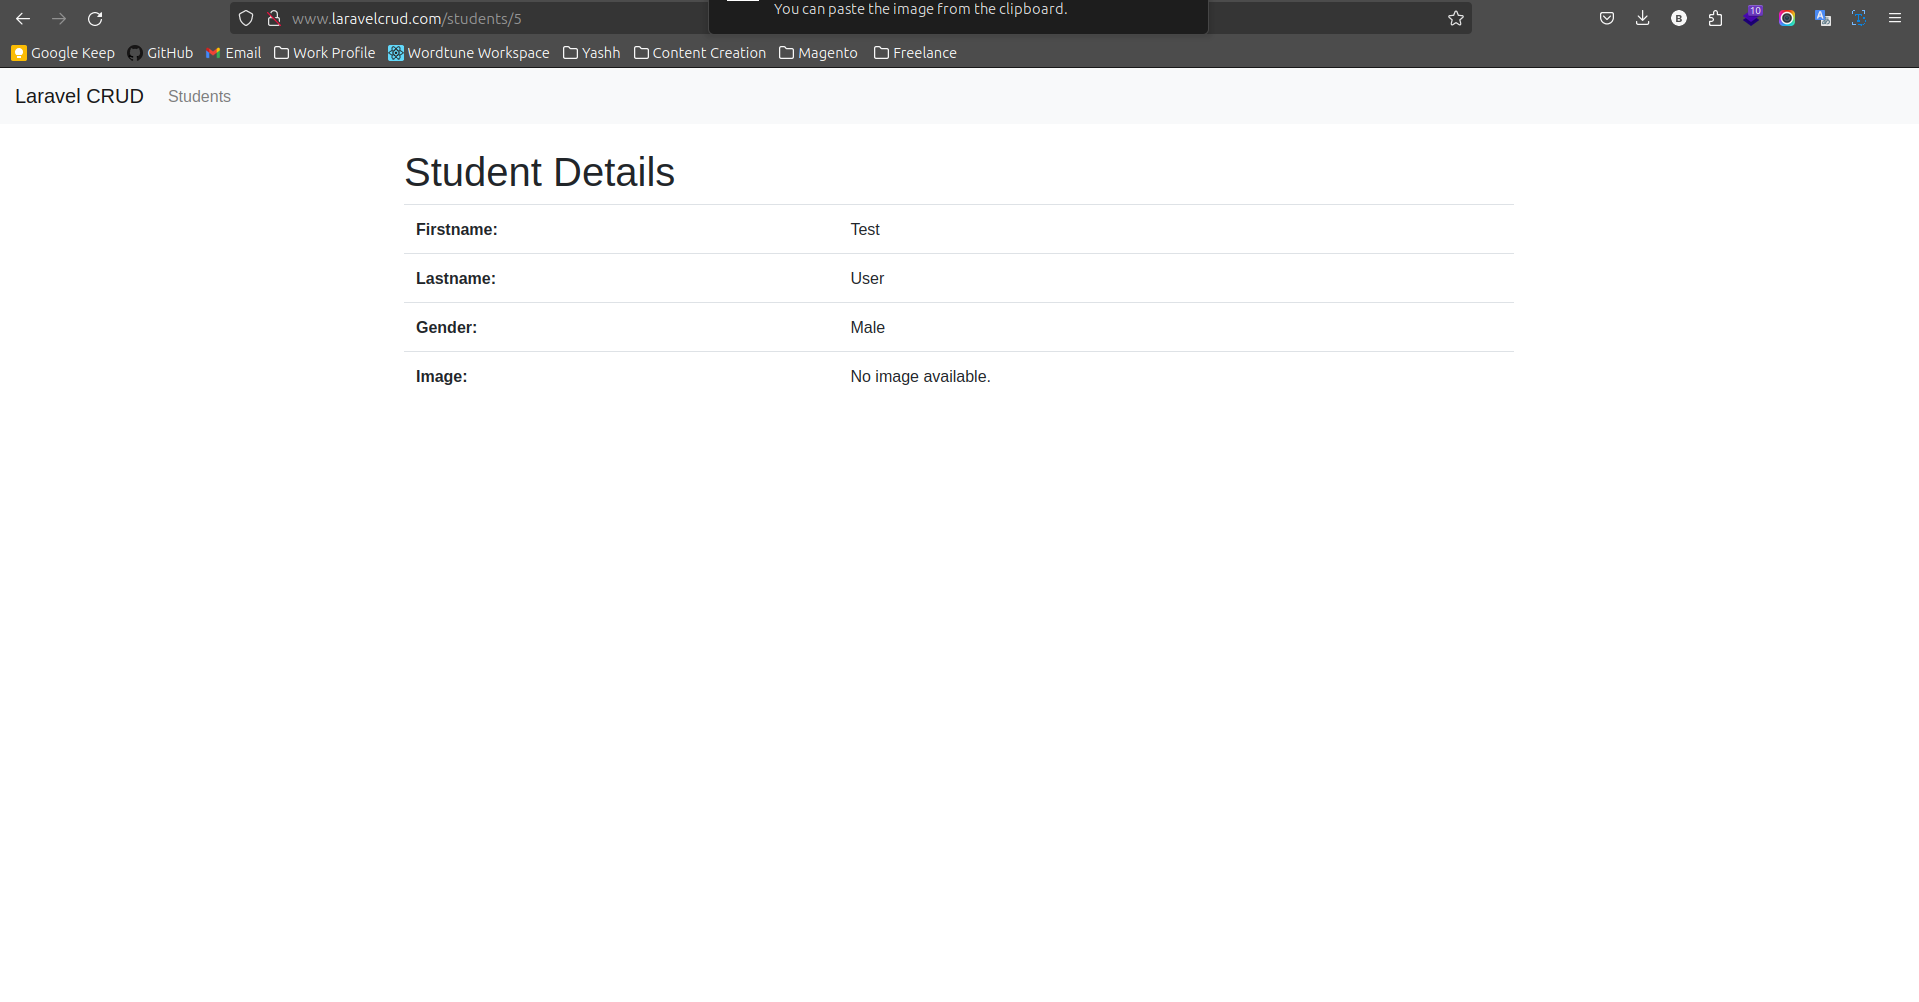 www.laravelcrud.com/students/5
You can paste the image from the clipboard.
B
10
Google Keep GitHub Email Work Profile Wordtune Workspace Yashh Content Creation Magento Freelance
Laravel CRUD Students
Student Details
Firstname: Test
Lastname: User
Gender: Male
Image: No image available.